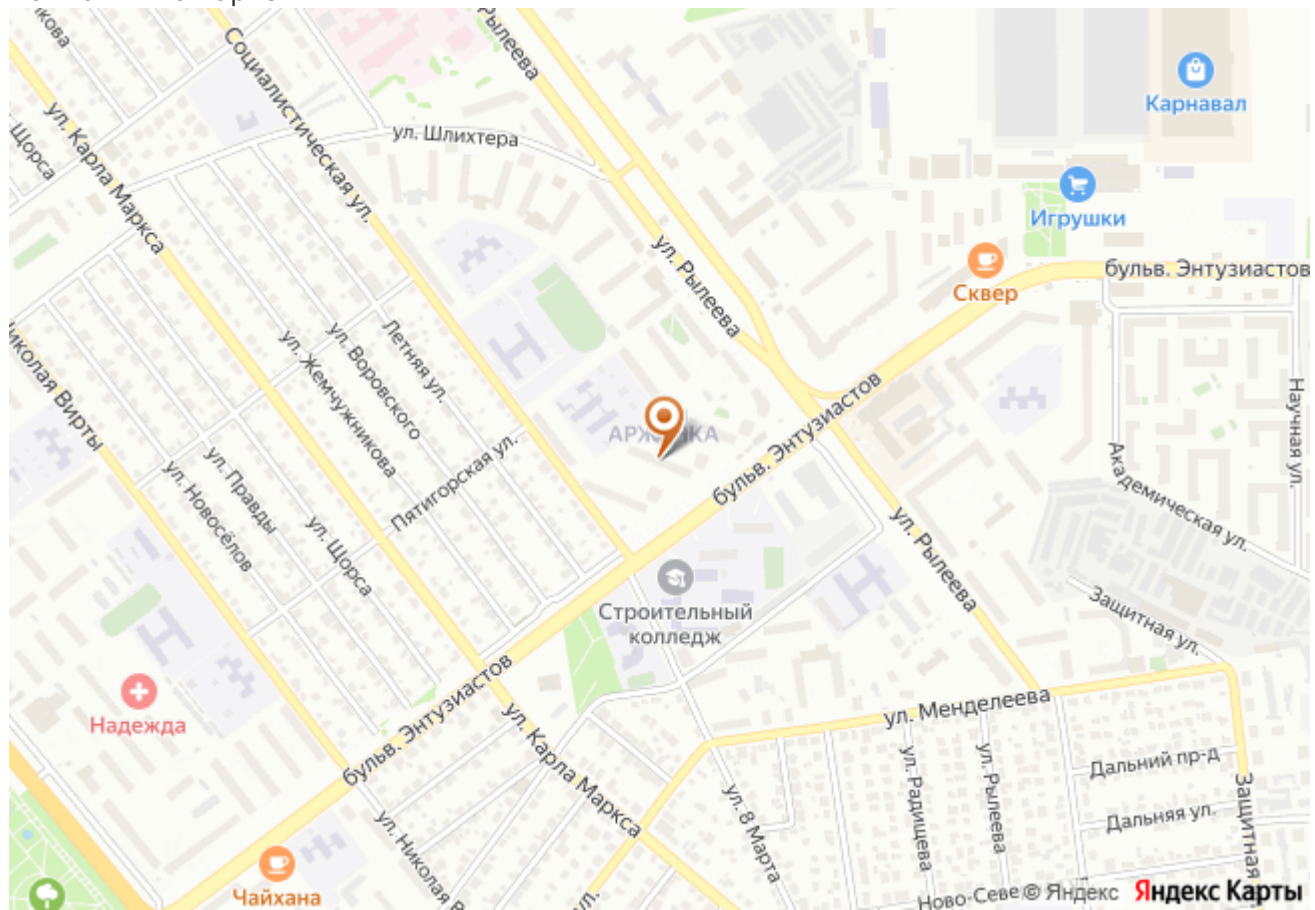 Рылеева
Социалистическая ул.
Карнавал
ул. Шлихтера
ул. Карла Маркса
Щорса
Игрушки
ул. Рылеева
бульв. Энтузиастов
Сквер
Летняя ул.
ул. Воровского
ул. Жемчужникова
Научная ул.
бульв. Энтузиастов
Пятигорская ул.
ул. Правды
ул. Новосёлов
ул. Щорса
Академическая ул.
ул. Рылеева
Защитная ул.
Строительный
колледж
Надежда
бульв. Энтузиастов
ул. Карла Маркса
ул. Менделеева
ул. Радищева
ул. Рылеева
Дальний пр-д
Дальняя ул.
Защитная
ул. 8 Марта
Чайхана
ул.
© Яндекс Яндекс Карты